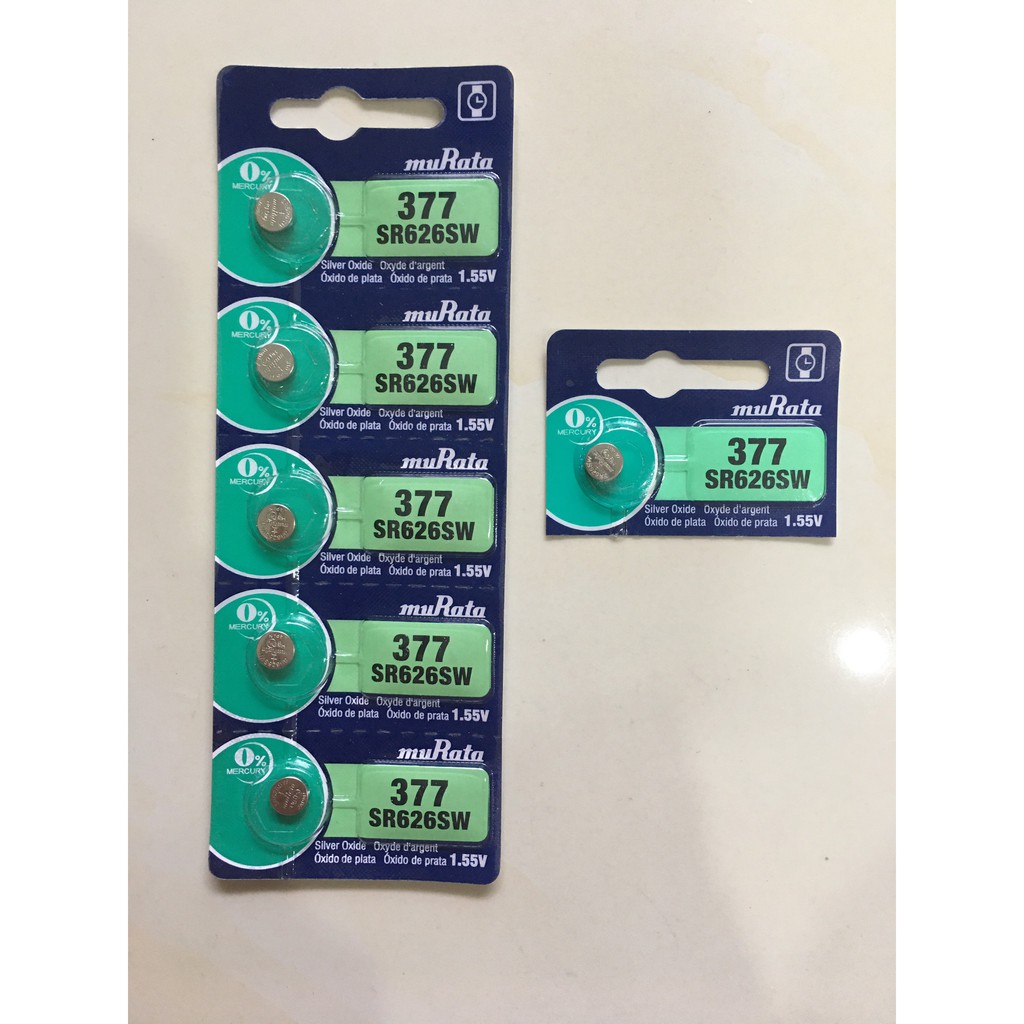 muRata
0%
MERCURY
377
SR626SW
Silver Oxide Oxyde d'argent
Óxido de plata Óxido de prata 1.55V
muRata
0%
MERCURY
377
SR626SW
Silver Oxide Oxyde d'argent
Óxido de plata Óxido de prata 1.55V
muRata
0%
MERCURY
377
SR626SW
Silver Oxide Oxyde d'argent
Óxido de plata Óxido de prata 1.55V
muRata
0%
MERCURY
377
SR626SW
Silver Oxide Oxyde d'argent
Óxido de plata Óxido de prata 1.55V
muRata
0%
MERCURY
377
SR626SW
Silver Oxide Oxyde d'argent
Óxido de plata Óxido de prata 1.55V
muRata
0%
MERCURY
377
SR626SW
Silver Oxide Oxyde d'argent
Óxido de plata Óxido de prata 1.55V